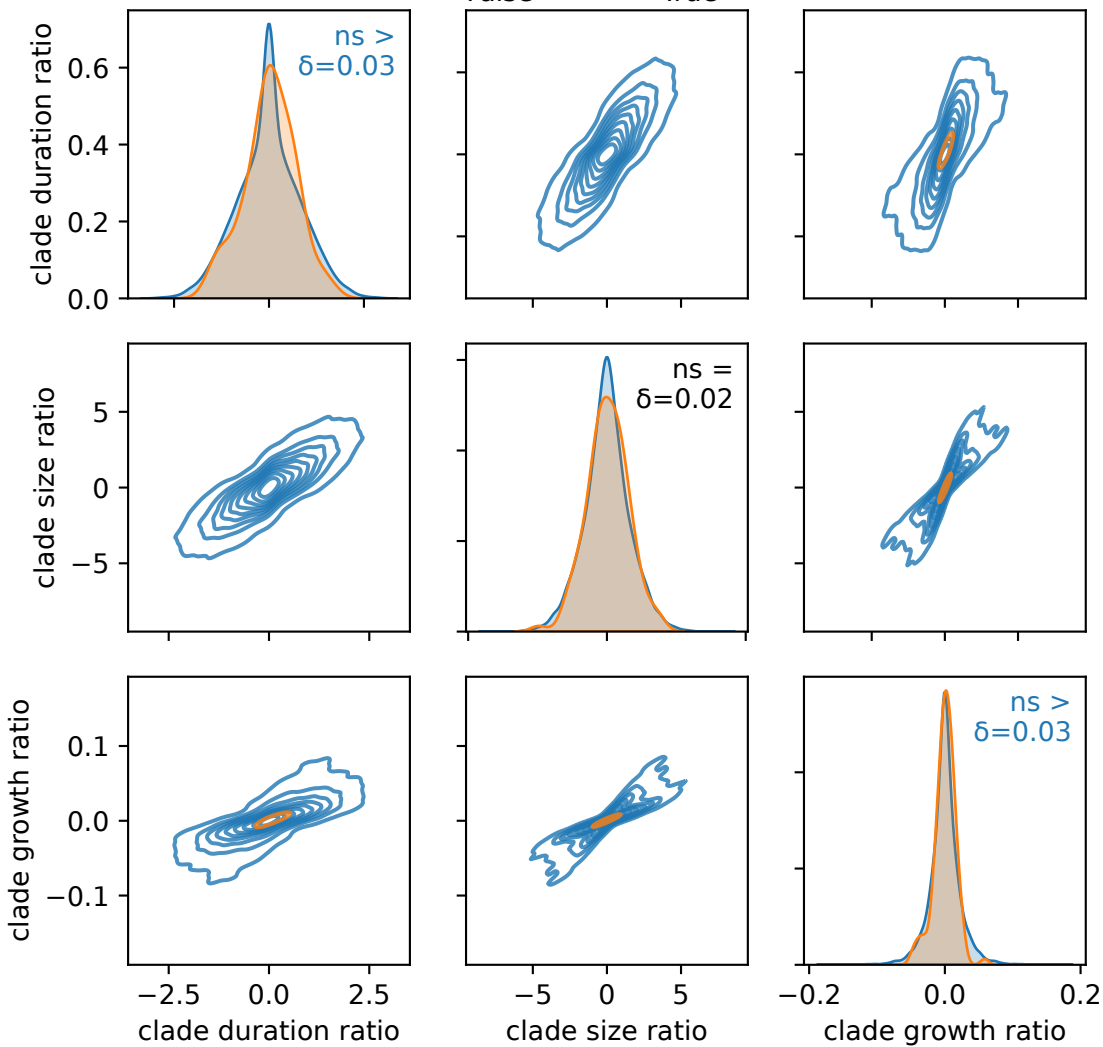 clade duration ratio
0.6
0.4
0.2
0.0
ns >
δ=0.03
clade size ratio
5
0
−5
ns =
δ=0.02
clade growth ratio
0.1
0.0
−0.1
ns >
δ=0.03
−2.5 0.0 2.5
−5 0 5
−0.2 0.0 0.2
clade duration ratio
clade size ratio
clade growth ratio